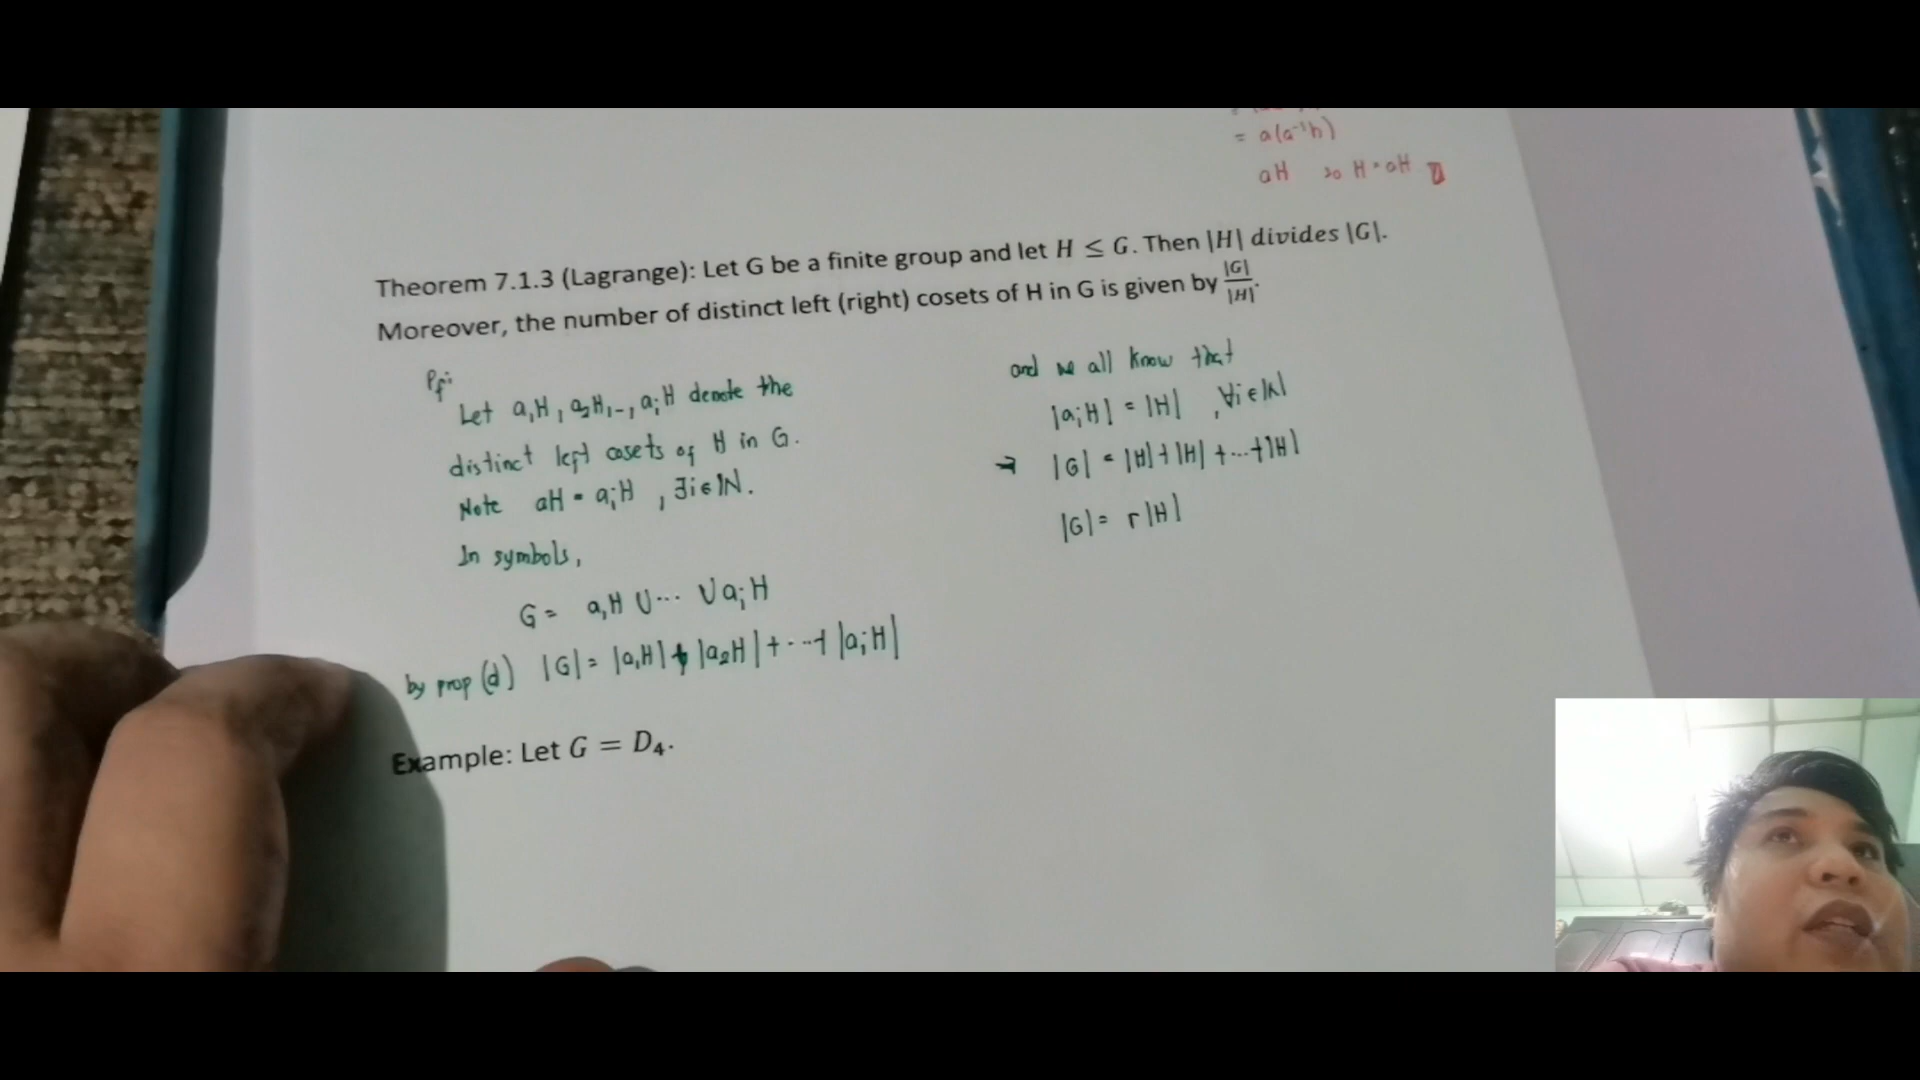 = a(a⁻¹h)
aH so H = aH
Theorem 7.1.3 (Lagrange): Let G be a finite group and let H ≤ G. Then |H| divides |G|.
Moreover, the number of distinct left (right) cosets of H in G is given by |G|/|H|.
Pf:
Let a₁H, a₂H, -, aᵢH denote the
distinct left cosets of H in G.
Note aH = aᵢH , ∃i ∈ ℕ.
In symbols,
G = a₁H ∪ ... ∪ aᵢH
by prop (d) |G| = |a₁H| + |a₂H| + ... + |aᵢH|
and we all know that
|aᵢH| = |H| , ∀i ∈ ℕ
→ |G| = |H| + |H| + ... + |H|
|G| = r|H|
Example: Let G = D₄.